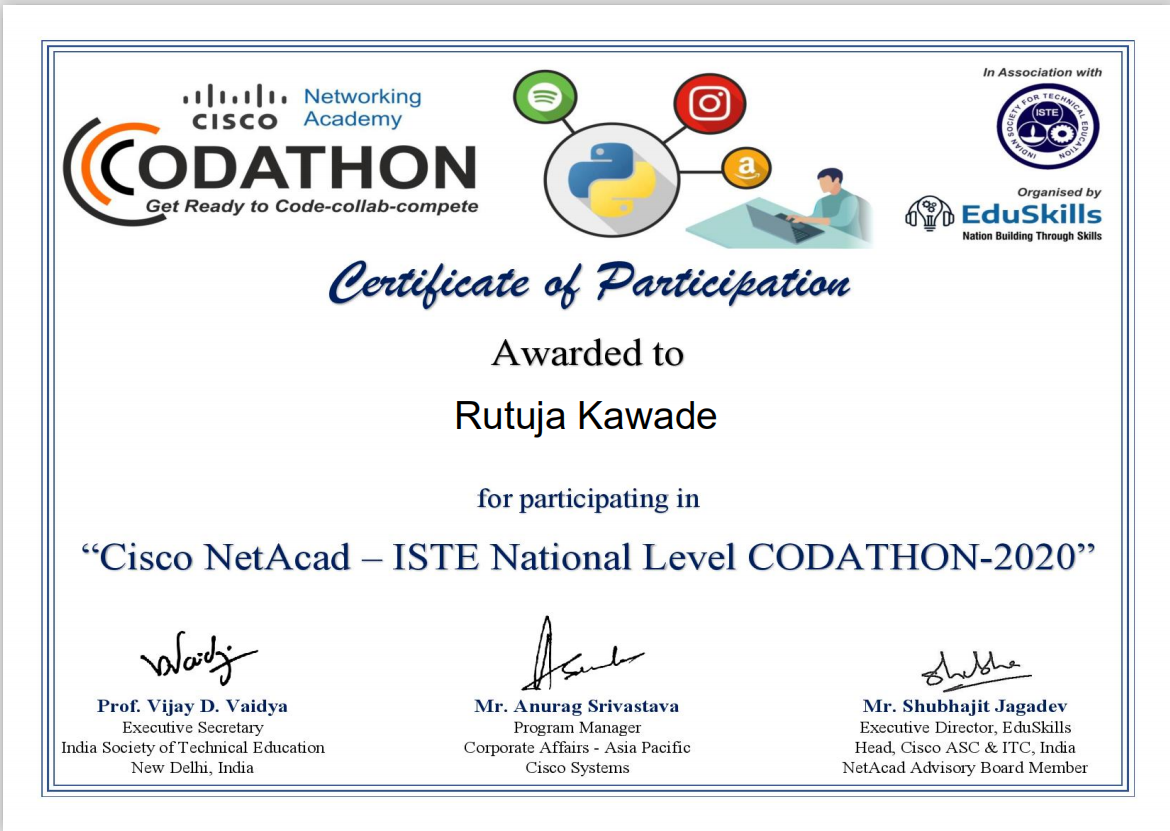 CISCO
Networking
Academy
CODATHON
Get Ready to Code-collab-compete
a
In Association with
INDIAN SOCIETY FOR TECHNICAL EDUCATION
ISTE
Organised by
EduSkills
Nation Building Through Skills
Certificate of Participation
Awarded to
Rutuja Kawade
for participating in
“Cisco NetAcad – ISTE National Level CODATHON-2020”
Prof. Vijay D. Vaidya
Executive Secretary
India Society of Technical Education
New Delhi, India
Mr. Anurag Srivastava
Program Manager
Corporate Affairs - Asia Pacific
Cisco Systems
Mr. Shubhajit Jagadev
Executive Director, EduSkills
Head, Cisco ASC & ITC, India
NetAcad Advisory Board Member